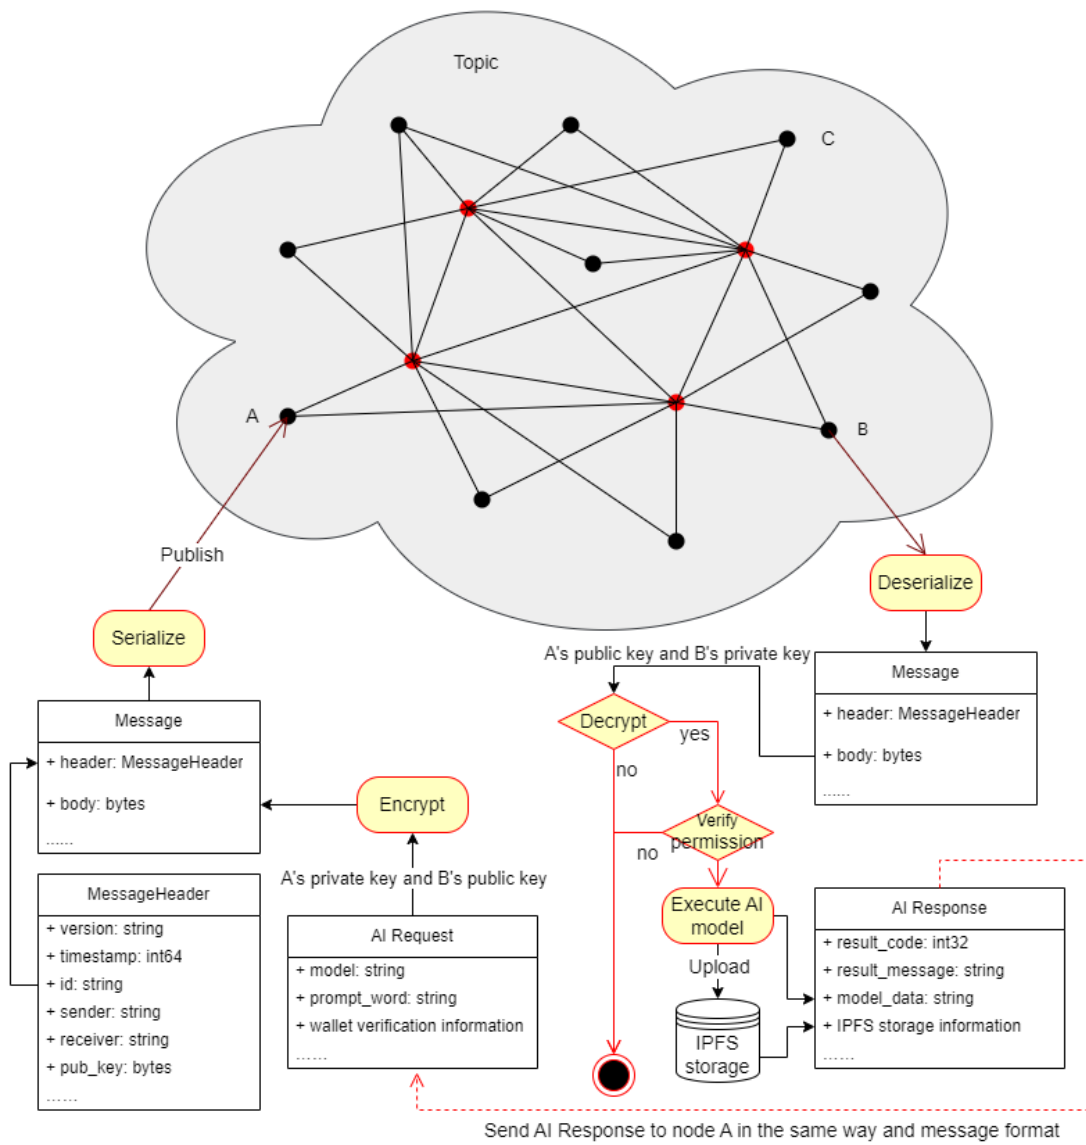 Topic
C
A
B
Publish
Serialize
Deserialize
A's public key and B's private key
Message
+ header: MessageHeader
+ body: bytes
......
Decrypt
yes
no
Message
+ header: MessageHeader
+ body: bytes
......
Encrypt
Verify
permission
no
A's private key and B's public key
MessageHeader
+ version: string
+ timestamp: int64
+ id: string
+ sender: string
+ receiver: string
+ pub_key: bytes
......
AI Request
+ model: string
+ prompt_word: string
+ wallet verification information
......
Execute AI
model
Upload
IPFS
storage
AI Response
+ result_code: int32
+ result_message: string
+ model_data: string
+ IPFS storage information
......
Send AI Response to node A in the same way and message format